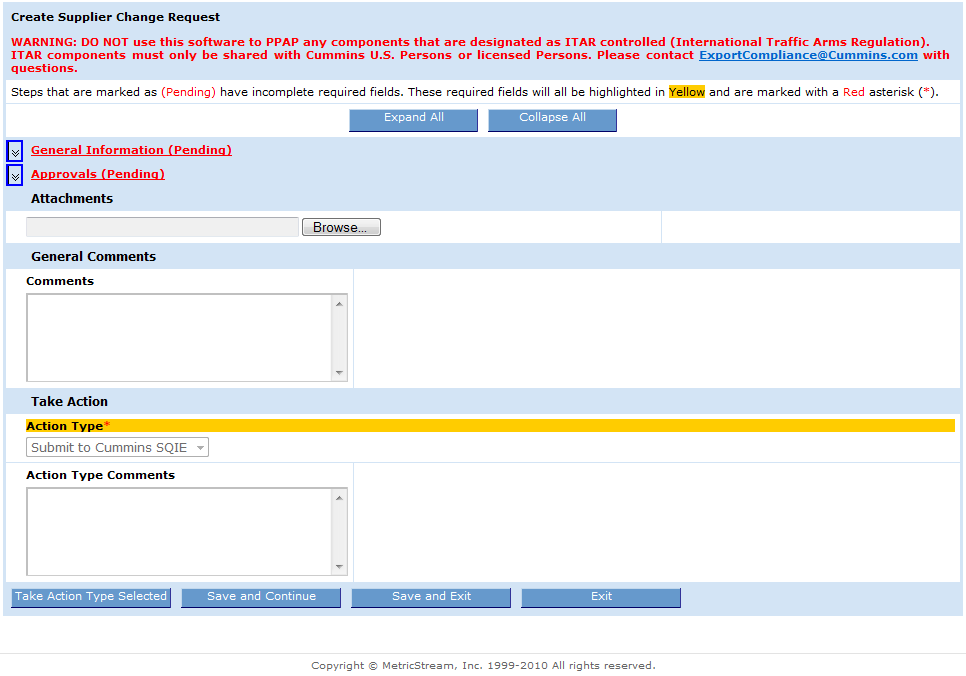 Create Supplier Change Request
WARNING: DO NOT use this software to PPAP any components that are designated as ITAR controlled (International Traffic Arms Regulation).
ITAR components must only be shared with Cummins U.S. Persons or licensed Persons. Please contact ExportCompliance@Cummins.com with
questions.
Steps that are marked as (Pending) have incomplete required fields. These required fields will all be highlighted in Yellow and are marked with a Red asterisk (*).
Expand All
Collapse All
General Information (Pending)
Approvals (Pending)
Attachments
Browse...
General Comments
Comments
Take Action
Action Type*
Submit to Cummins SQIE
Action Type Comments
Take Action Type Selected
Save and Continue
Save and Exit
Exit
Copyright © MetricStream, Inc. 1999-2010 All rights reserved.